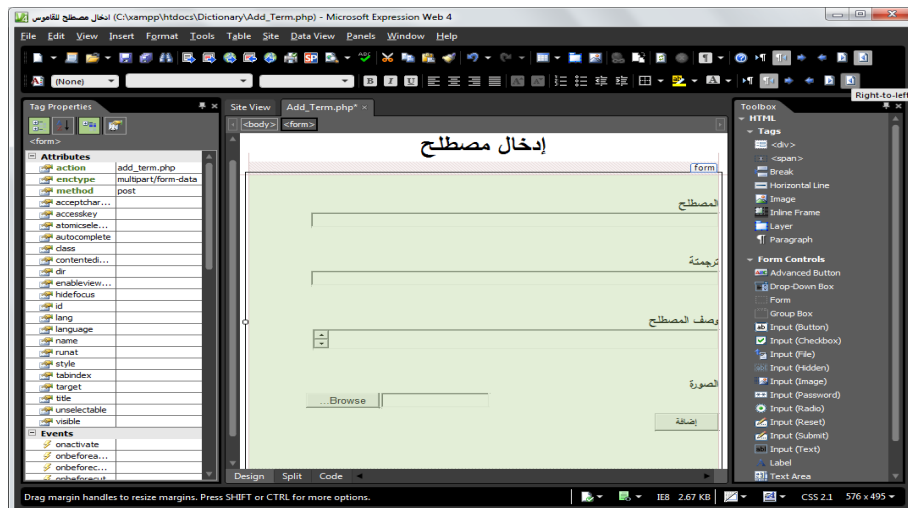 ادخال مصطلح للقاموس (C:\xampp\htdocs\Dictionary\Add_Term.php) - Microsoft Expression Web 4
File Edit View Insert Format Tools Table Site Data View Panels Window Help
(None)
B I U
Right-to-left
Tag Properties
<form>
Attributes
action add_term.php
enctype multipart/form-data
method post
acceptchar...
accesskey
atomicsele...
autocomplete
class
contentedi...
dir
enableview...
hidefocus
id
lang
language
name
runat
style
tabindex
target
title
unselectable
visible
Events
onactivate
onbeforea...
onbeforec...
onbeforecut
Site View Add_Term.php*
<body> <form>
إدخال مصطلح
form
المصطلح
ترجمتة
وصف المصطلح
الصورة
...Browse
إضافة
Design Split Code
Toolbox
HTML
Tags
<div>
<span>
Break
Horizontal Line
Image
Inline Frame
Layer
Paragraph
Form Controls
Advanced Button
Drop-Down Box
Form
Group Box
Input (Button)
Input (Checkbox)
Input (File)
Input (Hidden)
Input (Image)
Input (Password)
Input (Radio)
Input (Reset)
Input (Submit)
Input (Text)
Label
Text Area
Drag margin handles to resize margins. Press SHIFT or CTRL for more options.
IE8 2.67 KB CSS 2.1 576 x 495